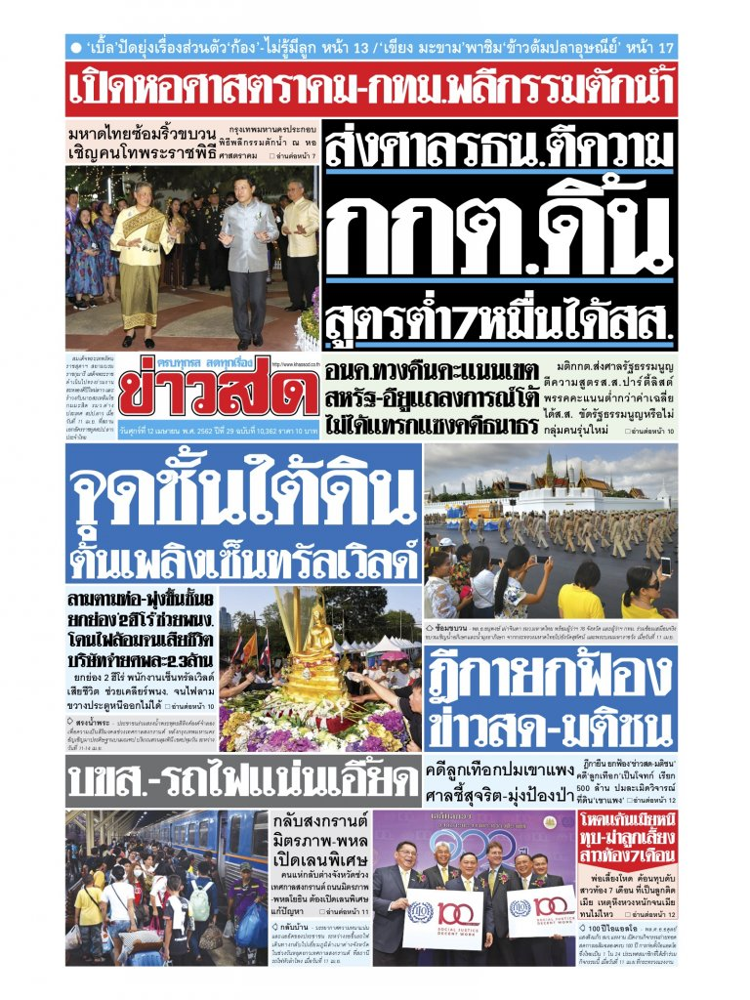 ● ‘เบิ้ล’ปัดยุ่งเรื่องส่วนตัว‘ก้อง’-ไม่รู้มีลูก หน้า 13 /‘เขียง มะขาม’พาชิม‘ข้าวต้มปลาอุษณีย์’ หน้า 17
เปิดหอศาสตราคม-กทม.พลีกรรมตักน้ำ
มหาดไทยซ้อมริ้วขบวน
เชิญคนโทพระราชพิธี
กรุงเทพมหานครประกอบ
พิธีพลีกรรมตักน้ำ ณ หอ
ศาสตราคม □ อ่านต่อหน้า 7
ส่งศาลรธน.ตีความ
กกต.ดิ้น
สูตรต่ำ7หมื่นได้สส.
ครบทุกรส สดทุกเรื่อง
http://www.khaosod.co.th
ข่าวสด
วันศุกร์ที่ 12 เมษายน พ.ศ. 2562 ปีที่ 29 ฉบับที่ 10,362 ราคา 10 บาท
อนค.ทวงคืนคะแนนเขต
สหรัฐ-อียูแถลงการณ์โต้
ไม่ได้แทรกแซงคดีธนาธร
มติกกต.ส่งศาลรัฐธรรมนูญ
ตีความสูตรส.ส.ปาร์ตี้ลิสต์
พรรคคะแนนต่ำกว่าค่าเฉลี่ย
ได้ส.ส. ขัดรัฐธรรมนูญหรือไม่
กลุ่มคนรุ่นใหม่ □ อ่านต่อหน้า 10
จุดชั้นใต้ดิน
ต้นเพลิงเซ็นทรัลเวิลด์
ลามตามท่อ-พุ่งขึ้นชั้น8
ยกย่อง‘2ฮีโร่’ช่วยพนง.
โดนไฟล้อมจนเสียชีวิต
บริษัทจ่ายศพละ2.3ล้าน
ยกย่อง 2 ฮีโร่ พนักงานเซ็นทรัลเวิลด์
เสียชีวิต ช่วยเคลียร์พนง. จนไฟลาม
ขวางประตูหนีออกไม่ได้ □ อ่านต่อหน้า 10
สรงน้ำพระ
ซ้อมขบวน
ฎีกายกฟ้อง
ข่าวสด-มติชน
คดีลูกเทือกปมเขาแพง
ศาลชี้สุจริต-มุ่งป้องป่า
ฎีกายืน ยกฟ้อง‘ข่าวสด-มติชน’
คดี‘ลูกเทือก’เป็นโจทก์ เรียก
500 ล้าน ปมละเมิดวิจารณ์
ที่ดิน‘เขาแพง’ □ อ่านต่อหน้า 12
บขส.-รถไฟแน่นเอี้ยด
กลับสงกรานต์
มิตรภาพ-พหล
เปิดเลนพิเศษ
คนแห่กลับต่างจังหวัดช่วง
เทศกาลสงกรานต์ ถนนมิตรภาพ
-พหลโยธิน ต้องเปิดเลนพิเศษ
แก้ปัญหา □ อ่านต่อหน้า 11
กลับบ้าน
100 ปี
ILO
100
SOCIAL JUSTICE
DECENT WORK
ILO
100
SOCIAL JUSTICE
DECENT WORK
โหดแค้นเมียหนี
ทุบ-ฆ่าลูกเลี้ยง
สาวท้อง7เดือน
พ่อเลี้ยงโหด ค้อนทุบดับ
สาวท้อง 7 เดือน ที่เป็นลูกติด
เมีย เหตุหึงหวงหนักจนเมีย
ทนไม่ไหว □ อ่านต่อหน้า 12
100 ปีไอแอลโอ